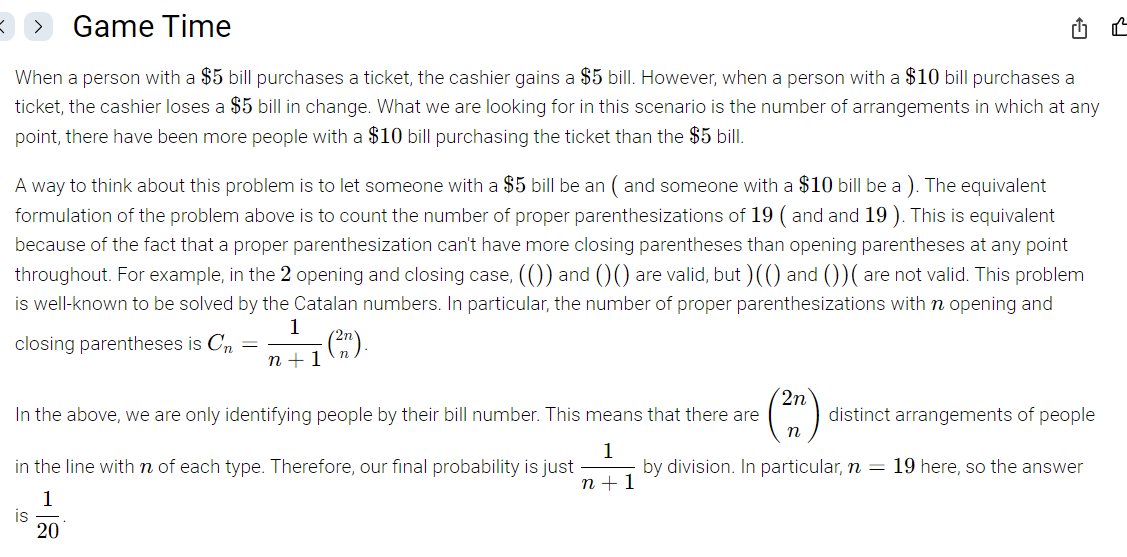 Game Time
When a person with a $5 bill purchases a ticket, the cashier gains a $5 bill. However, when a person with a $10 bill purchases a
ticket, the cashier loses a $5 bill in change. What we are looking for in this scenario is the number of arrangements in which at any
point, there have been more people with a $10 bill purchasing the ticket than the $5 bill.
A way to think about this problem is to let someone with a $5 bill be an ( and someone with a $10 bill be a ). The equivalent
formulation of the problem above is to count the number of proper parenthesizations of 19 ( and and 19 ). This is equivalent
because of the fact that a proper parenthesization can't have more closing parentheses than opening parentheses at any point
throughout. For example, in the 2 opening and closing case, (()) and ()() are valid, but )(() and ())( are not valid. This problem
is well-known to be solved by the Catalan numbers. In particular, the number of proper parenthesizations with n opening and
closing parentheses is $C_n = \frac{1}{n+1}\binom{2n}{n}$.
In the above, we are only identifying people by their bill number. This means that there are $\binom{2n}{n}$ distinct arrangements of people
in the line with n of each type. Therefore, our final probability is just $\frac{1}{n+1}$ by division. In particular, n = 19 here, so the answer
is $\frac{1}{20}$.